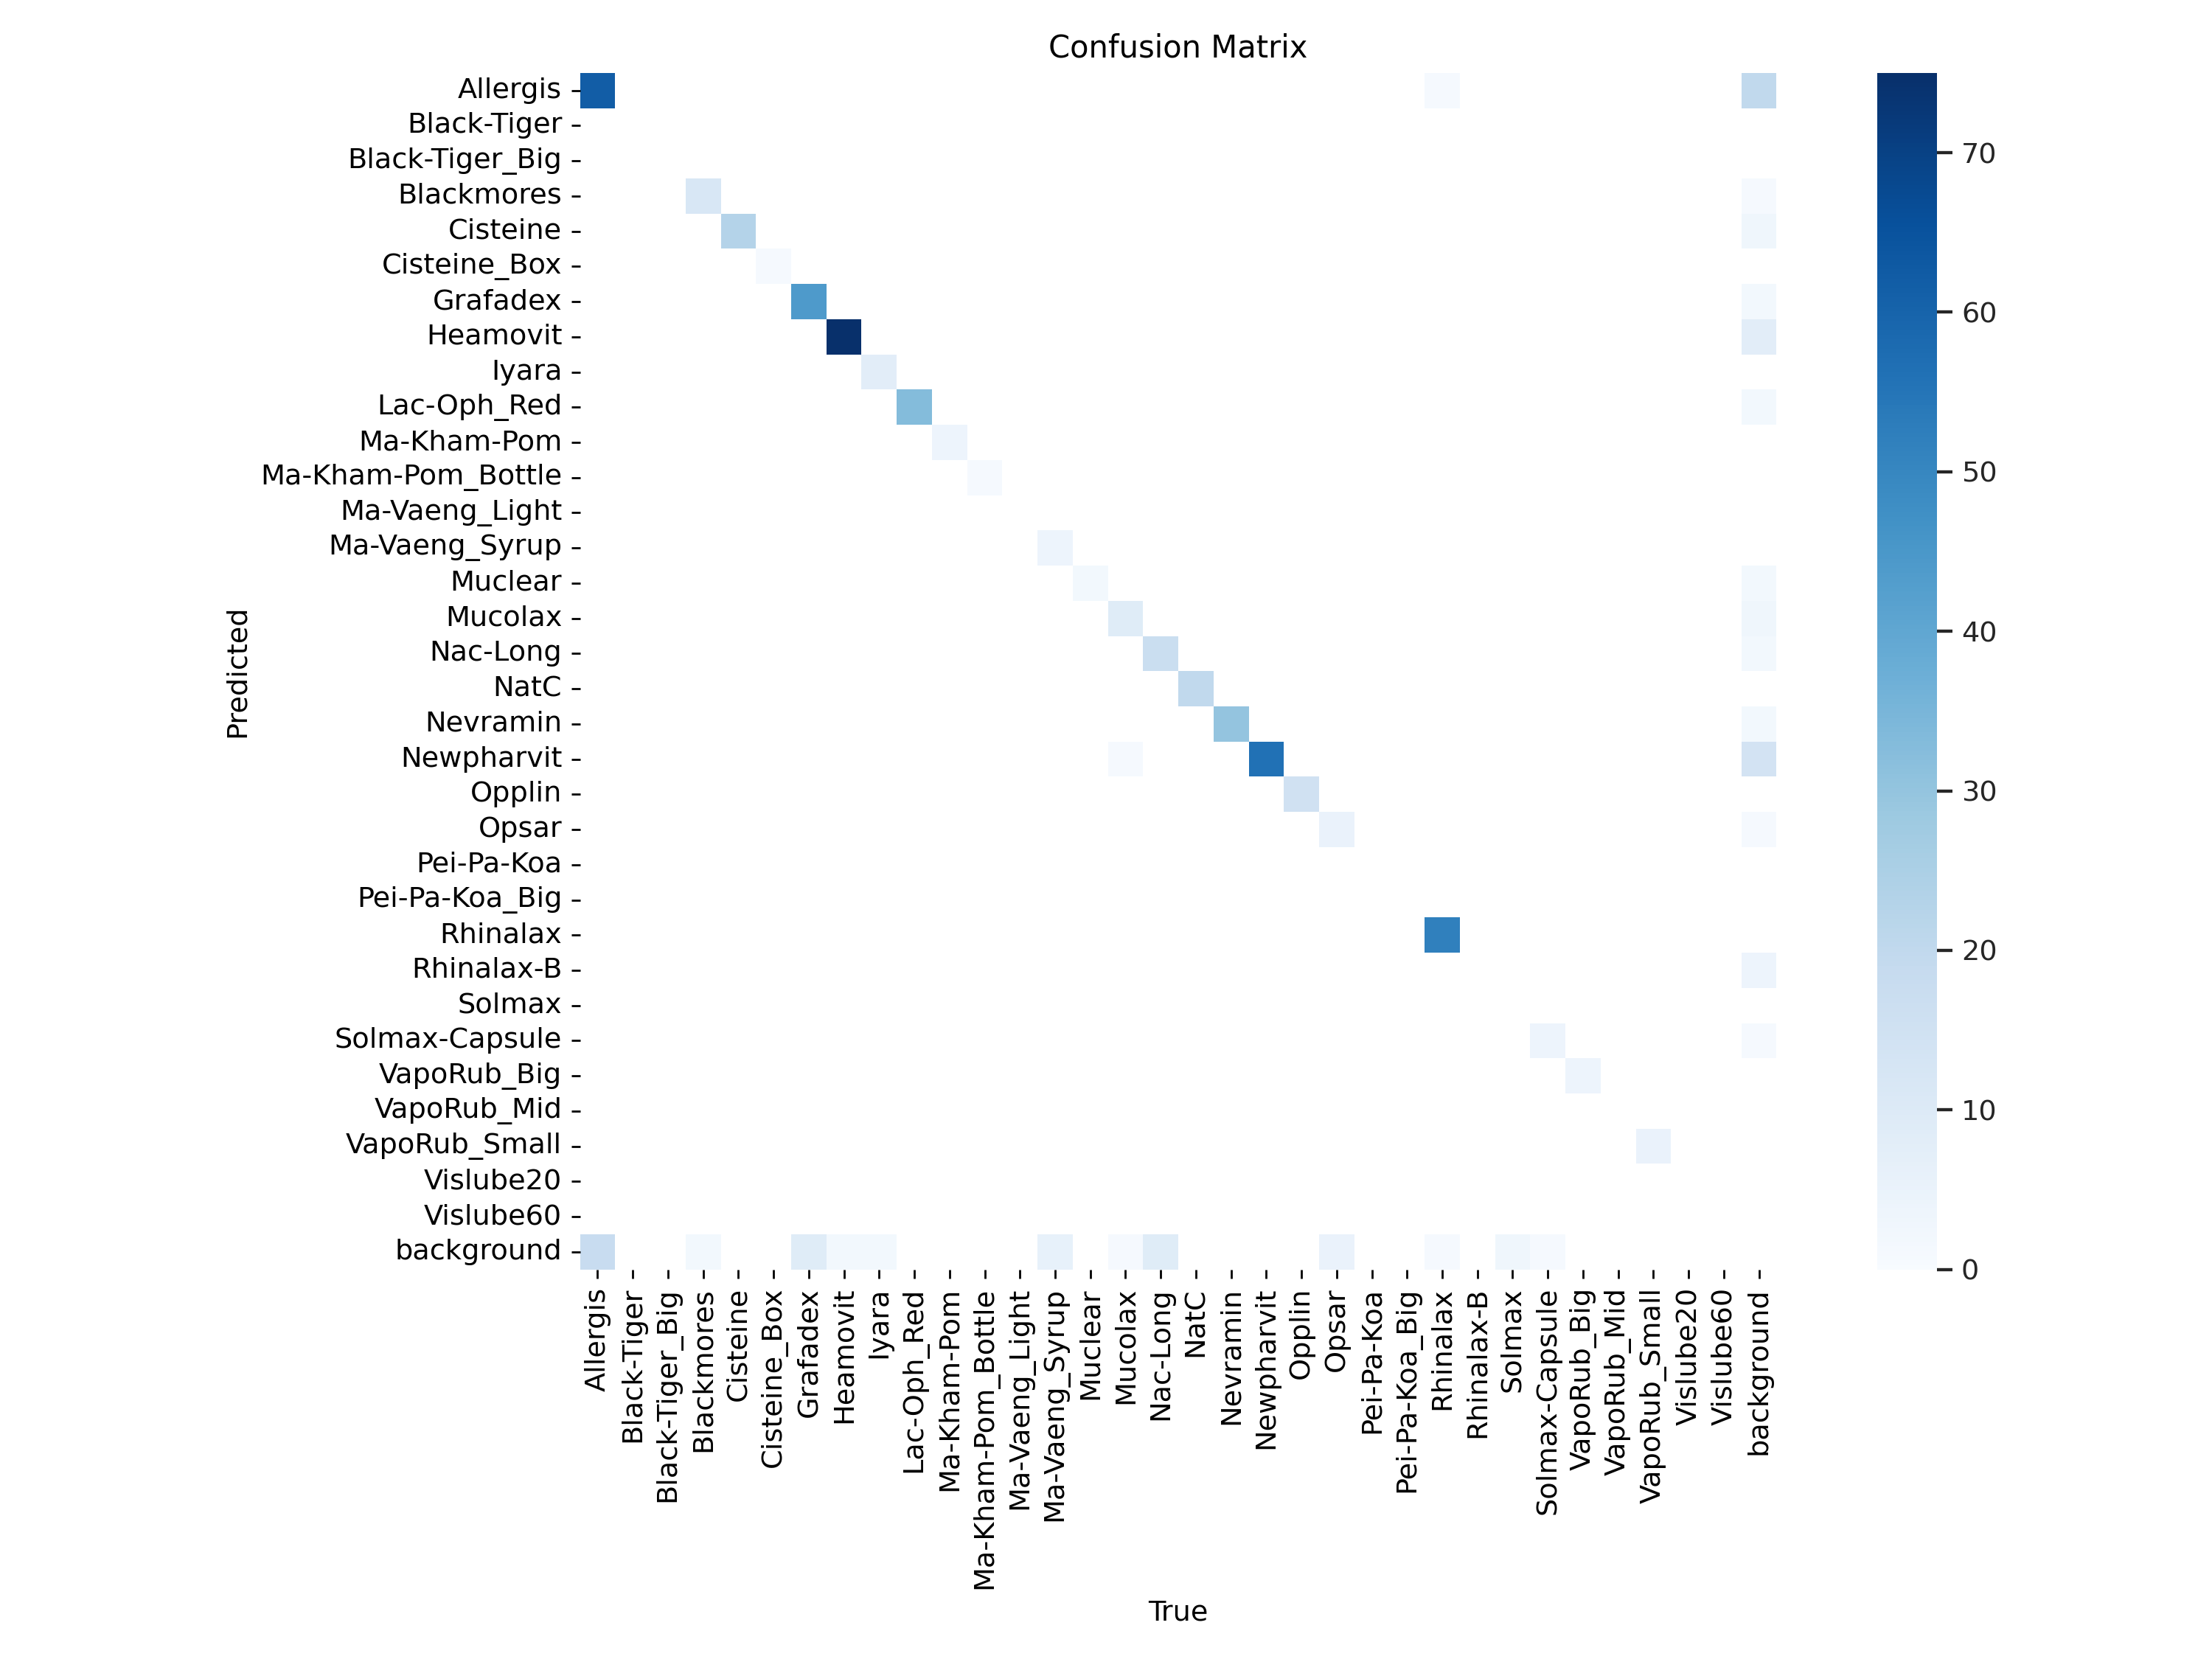 Confusion Matrix
Allergis
Black-Tiger
Black-Tiger_Big
Blackmores
Cisteine
Cisteine_Box
Grafadex
Heamovit
Iyara
Lac-Oph_Red
Ma-Kham-Pom
Ma-Kham-Pom_Bottle
Ma-Vaeng_Light
Ma-Vaeng_Syrup
Muclear
Mucolax
Nac-Long
NatC
Nevramin
Newpharvit
Opplin
Opsar
Pei-Pa-Koa
Pei-Pa-Koa_Big
Rhinalax
Rhinalax-B
Solmax
Solmax-Capsule
VapoRub_Big
VapoRub_Mid
VapoRub_Small
Vislube20
Vislube60
background
Predicted
Allergis
Black-Tiger
Black-Tiger_Big
Blackmores
Cisteine
Cisteine_Box
Grafadex
Heamovit
Iyara
Lac-Oph_Red
Ma-Kham-Pom
Ma-Kham-Pom_Bottle
Ma-Vaeng_Light
Ma-Vaeng_Syrup
Muclear
Mucolax
Nac-Long
NatC
Nevramin
Newpharvit
Opplin
Opsar
Pei-Pa-Koa
Pei-Pa-Koa_Big
Rhinalax
Rhinalax-B
Solmax
Solmax-Capsule
VapoRub_Big
VapoRub_Mid
VapoRub_Small
Vislube20
Vislube60
background
True
70
60
50
40
30
20
10
0